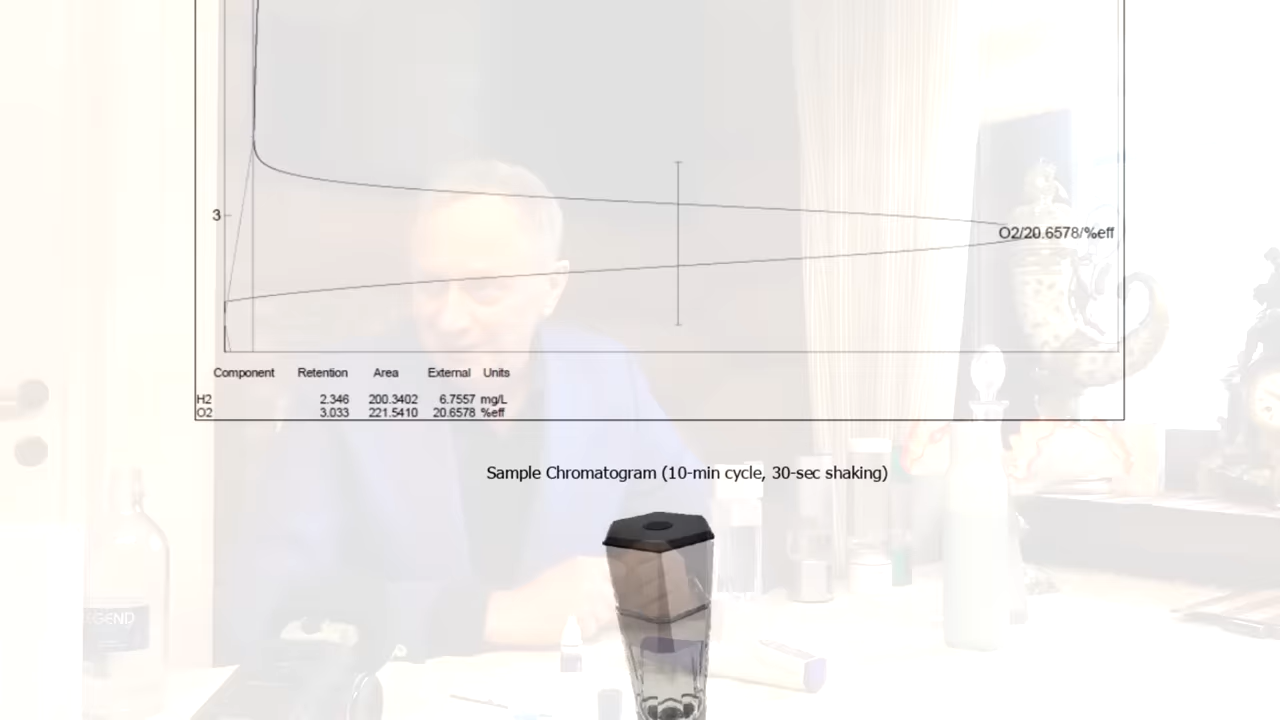 3
O2/20.6578/%eff
Component Retention Area External Units
H2 2.346 200.3402 6.7557 mg/L
O2 3.033 221.5410 20.6578 %eff
Sample Chromatogram (10-min cycle, 30-sec shaking)
EGEND